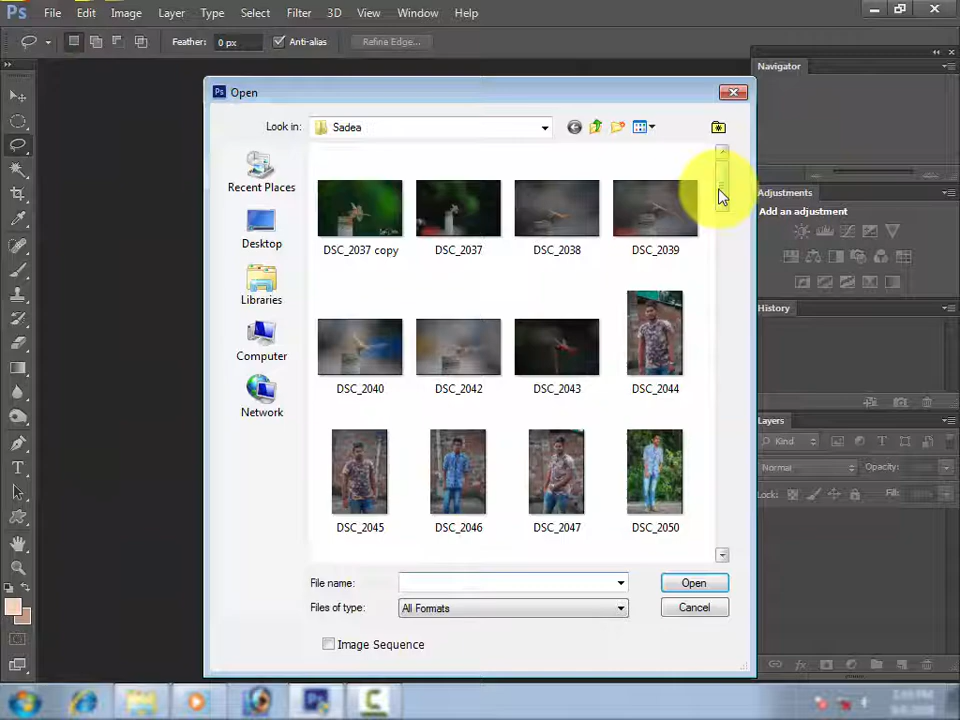 Ps File Edit Image Layer Type Select Filter 3D View Window Help
Feather: 0 px Anti-alias Refine Edge...
Navigator
Open
Look in: Sadea
Recent Places
Desktop
Libraries
Computer
Network
DSC_2037 copy DSC_2037 DSC_2038 DSC_2039
DSC_2040 DSC_2042 DSC_2043 DSC_2044
DSC_2045 DSC_2046 DSC_2047 DSC_2050
File name: Open
Files of type: All Formats Cancel
Image Sequence
Adjustments
Add an adjustment
History
Layers
Kind
Normal Opacity:
Lock: Fill: